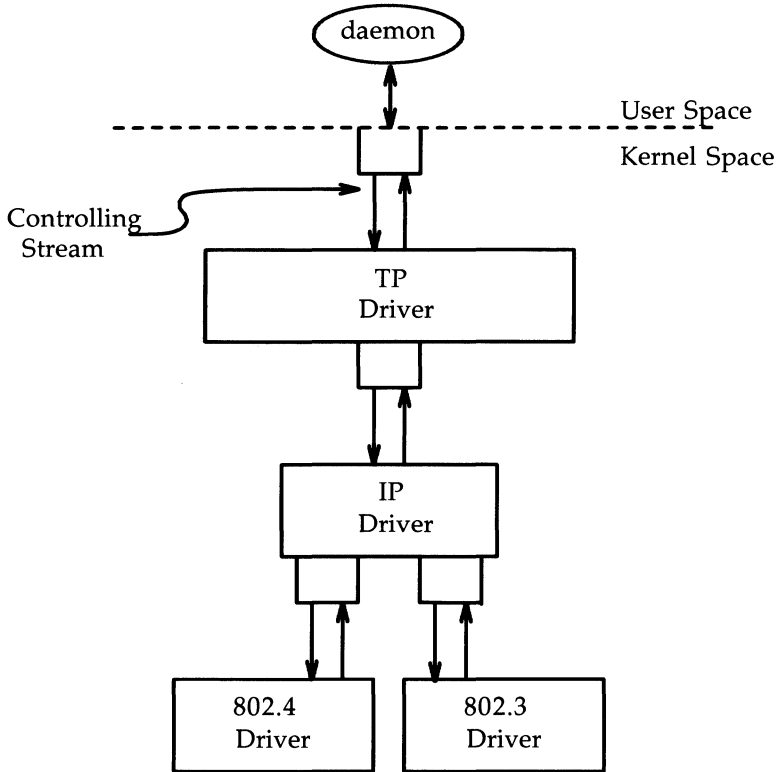 daemon
User Space
Kernel Space
Controlling
Stream
TP
Driver
IP
Driver
802.4
Driver
802.3
Driver